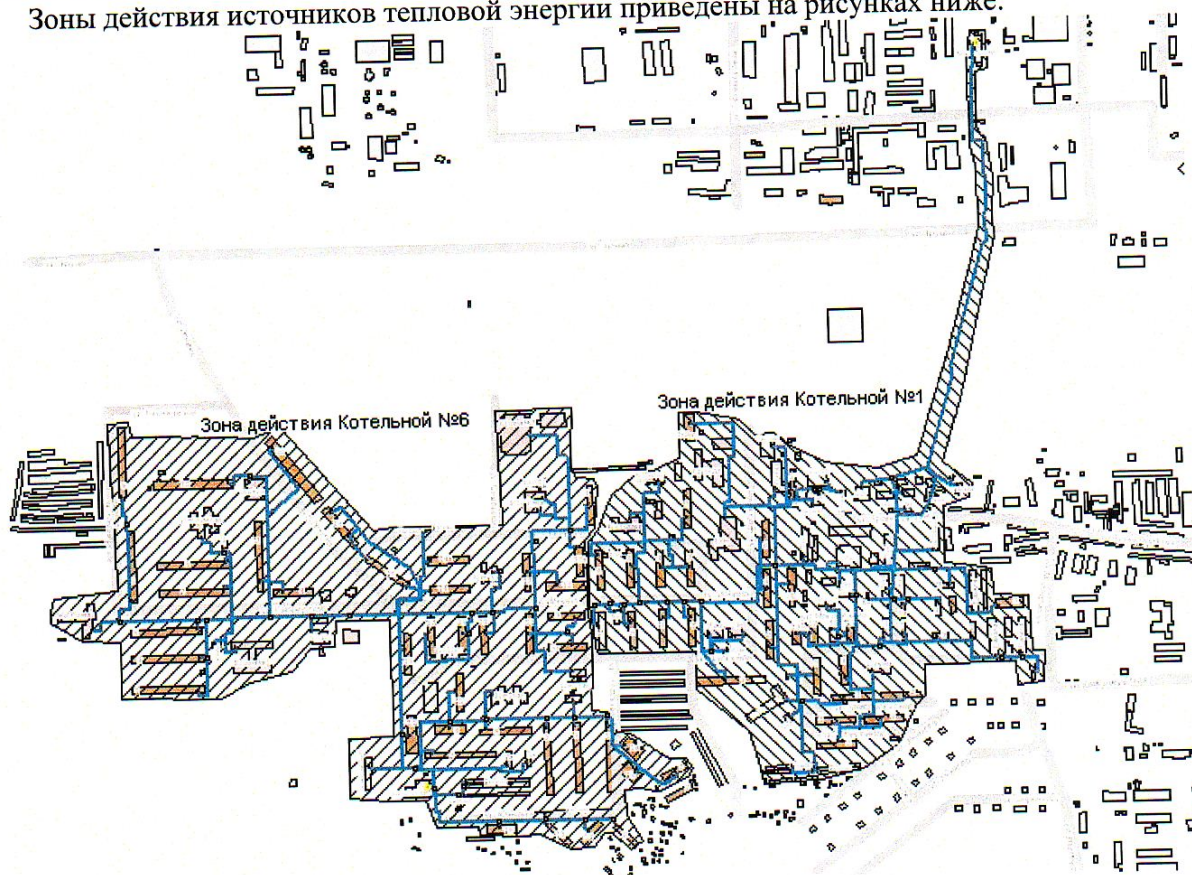 Зоны действия источников тепловой энергии приведены на рисунках ниже.
Зона действия Котельной №1
Зона действия Котельной №6